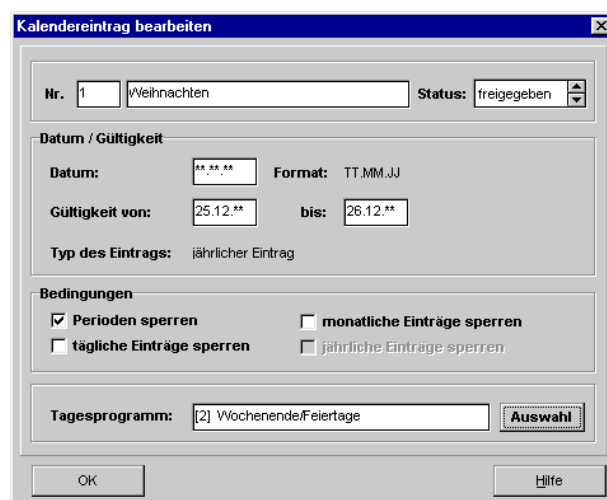 Kalendereintrag bearbeiten
Nr. 1 Weihnachten Status: freigegeben
Datum / Gültigkeit
Datum: **.**.** Format: TT.MM.JJ
Gültigkeit von: 25.12.** bis: 26.12.**
Typ des Eintrags: jährlicher Eintrag
Bedingungen
Perioden sperren monatliche Einträge sperren
tägliche Einträge sperren jährliche Einträge sperren
Tagesprogramm: [2] Wochenende/Feiertage Auswahl
OK Hilfe